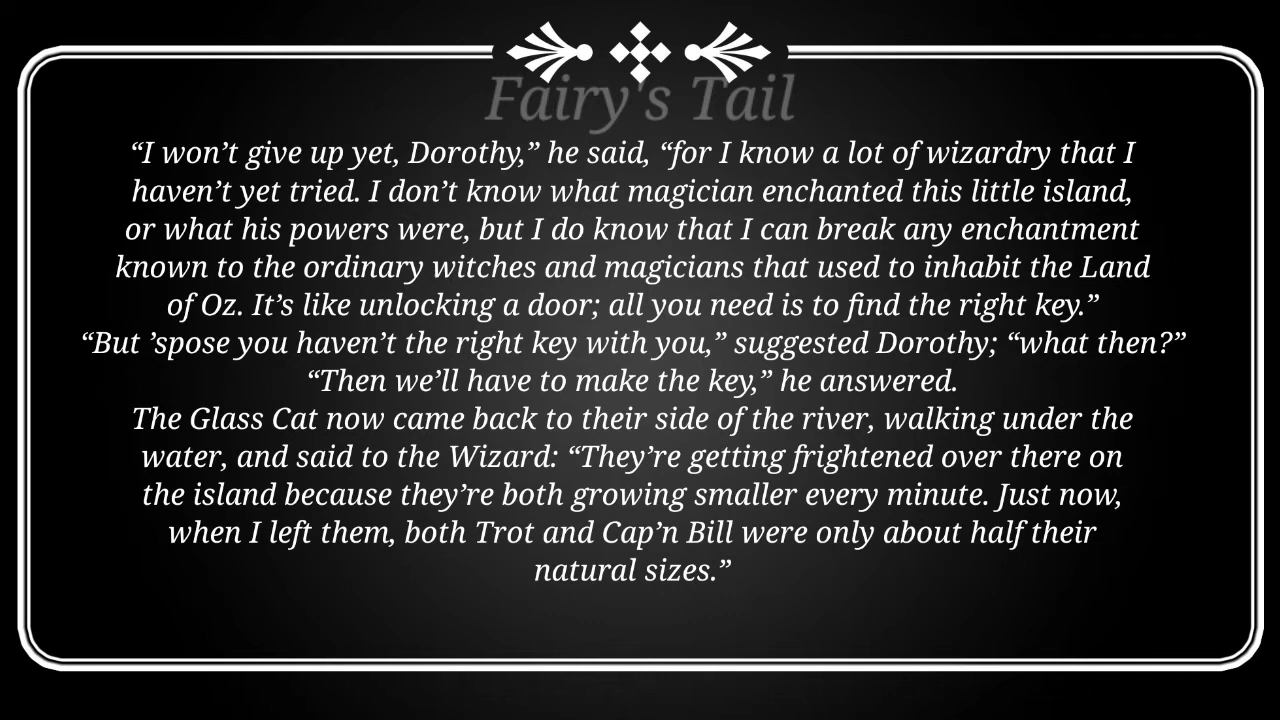 Fairy's Tail
“I won’t give up yet, Dorothy,” he said, “for I know a lot of wizardry that I
haven’t yet tried. I don’t know what magician enchanted this little island,
or what his powers were, but I do know that I can break any enchantment
known to the ordinary witches and magicians that used to inhabit the Land
of Oz. It’s like unlocking a door; all you need is to find the right key.”
“But ’spose you haven’t the right key with you,” suggested Dorothy; “what then?”
“Then we’ll have to make the key,” he answered.
The Glass Cat now came back to their side of the river, walking under the
water, and said to the Wizard: “They’re getting frightened over there on
the island because they’re both growing smaller every minute. Just now,
when I left them, both Trot and Cap’n Bill were only about half their
natural sizes.”